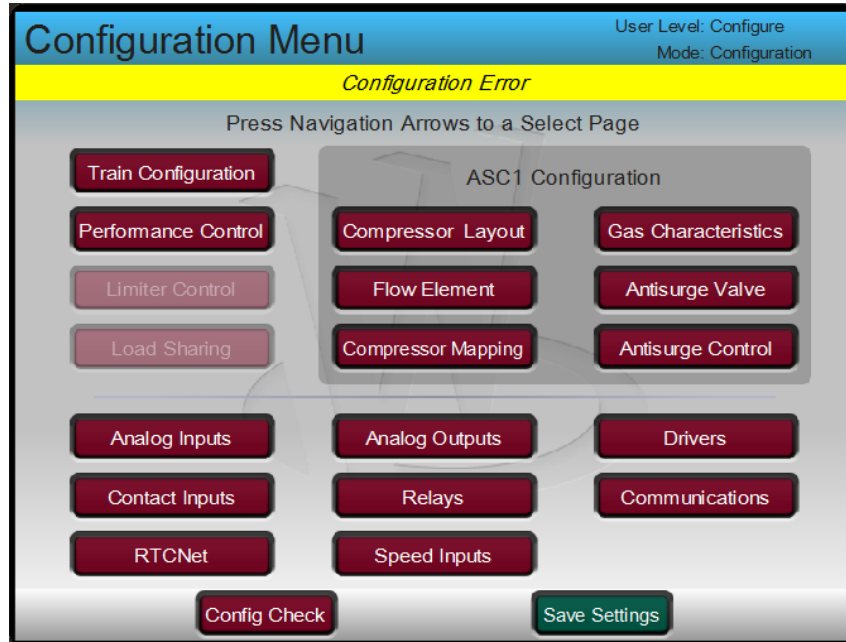 Configuration Menu
User Level: Configure
Mode: Configuration
Configuration Error
Press Navigation Arrows to a Select Page
Train Configuration
Performance Control
Limiter Control
Load Sharing
ASC1 Configuration
Compressor Layout
Gas Characteristics
Flow Element
Antisurge Valve
Compressor Mapping
Antisurge Control
Analog Inputs
Analog Outputs
Drivers
Contact Inputs
Relays
Communications
RTCNet
Speed Inputs
Config Check
Save Settings